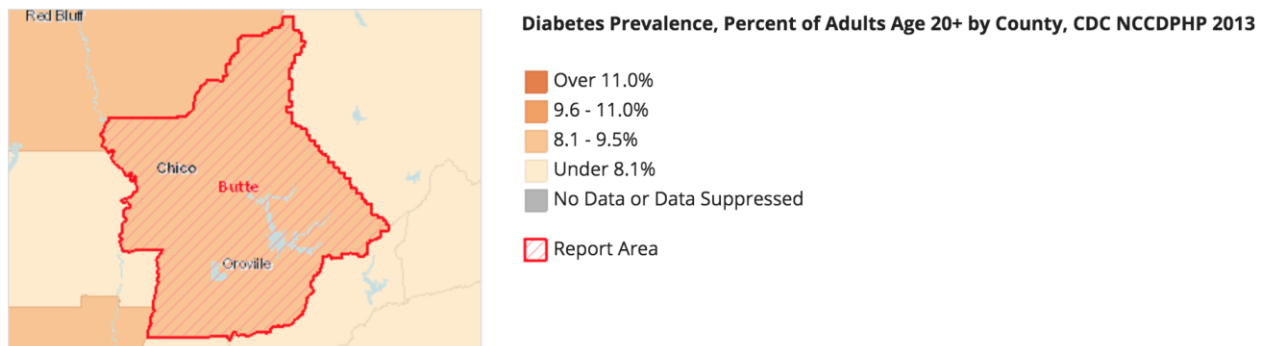 Red Bluff
Diabetes Prevalence, Percent of Adults Age 20+ by County, CDC NCCDPHP 2013
Over 11.0%
9.6 - 11.0%
8.1 - 9.5%
Under 8.1%
No Data or Data Suppressed
Report Area
Chico
Butte
Oroville